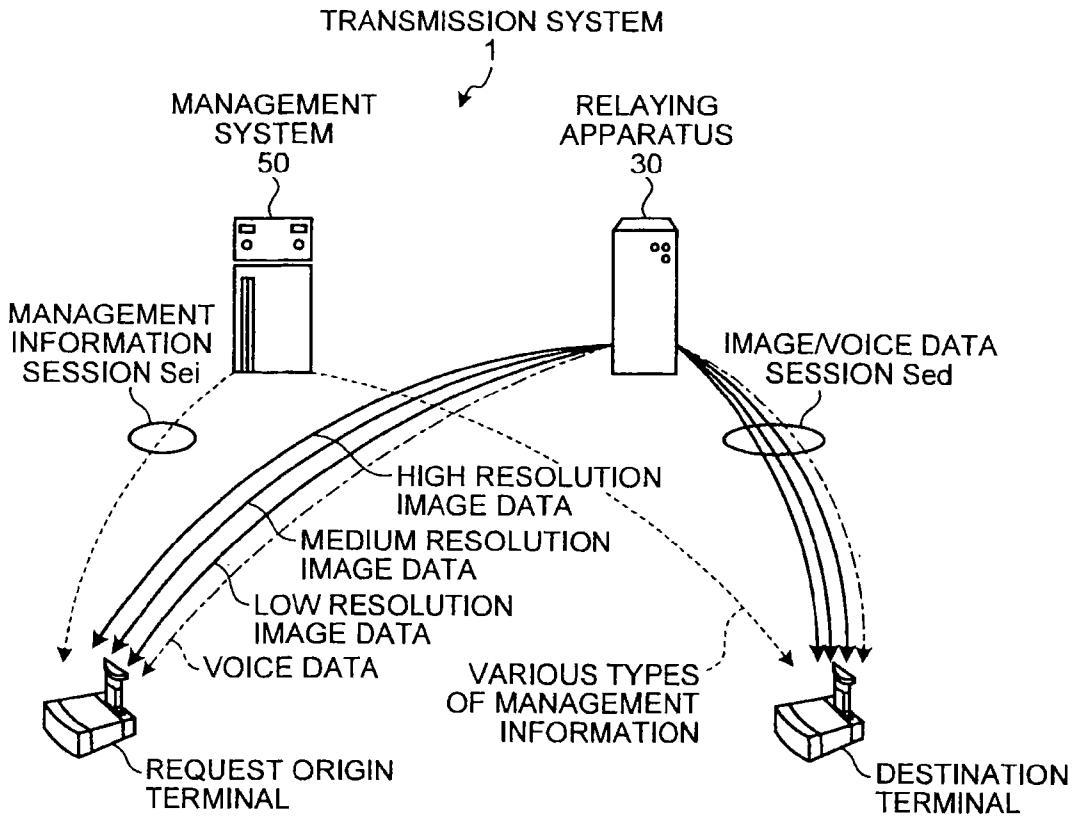 TRANSMISSION SYSTEM
1
MANAGEMENT
SYSTEM
50
RELAYING
APPARATUS
30
MANAGEMENT
INFORMATION
SESSION Sei
IMAGE/VOICE DATA
SESSION Sed
HIGH RESOLUTION
IMAGE DATA
MEDIUM RESOLUTION
IMAGE DATA
LOW RESOLUTION
IMAGE DATA
VOICE DATA
VARIOUS TYPES
OF MANAGEMENT
INFORMATION
REQUEST ORIGIN
TERMINAL
DESTINATION
TERMINAL